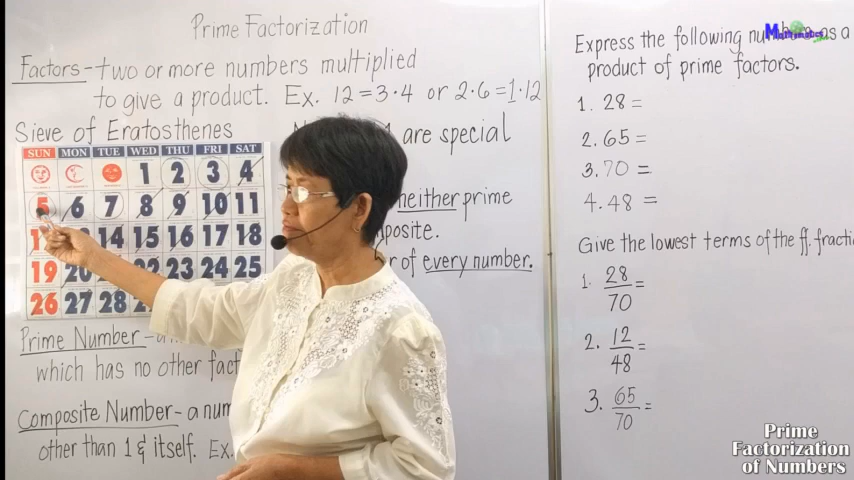 Prime Factorization
Factors - two or more numbers multiplied
to give a product. Ex. 12 = 3·4 or 2·6 = 1·12
Sieve of Eratosthenes
are special
neither prime
of every number.
SUN MON TUE WED THU FRI SAT
1 2 3 4
5 6 7 8 9 10 11
14 15 16 17 18
19 20 22 23 24 25
26 27 28
Prime Number -
which has no other
Composite Number - a
other than 1 & itself. Ex.
Express the following numbers as a
product of prime factors.
1. 28 =
2. 65 =
3. 70 =
4. 48 =
Give the lowest terms of the ff.
1. 28/70 =
2. 12/48 =
3. 65/70 =
Mathematics
Prime
Factorization
of Numbers